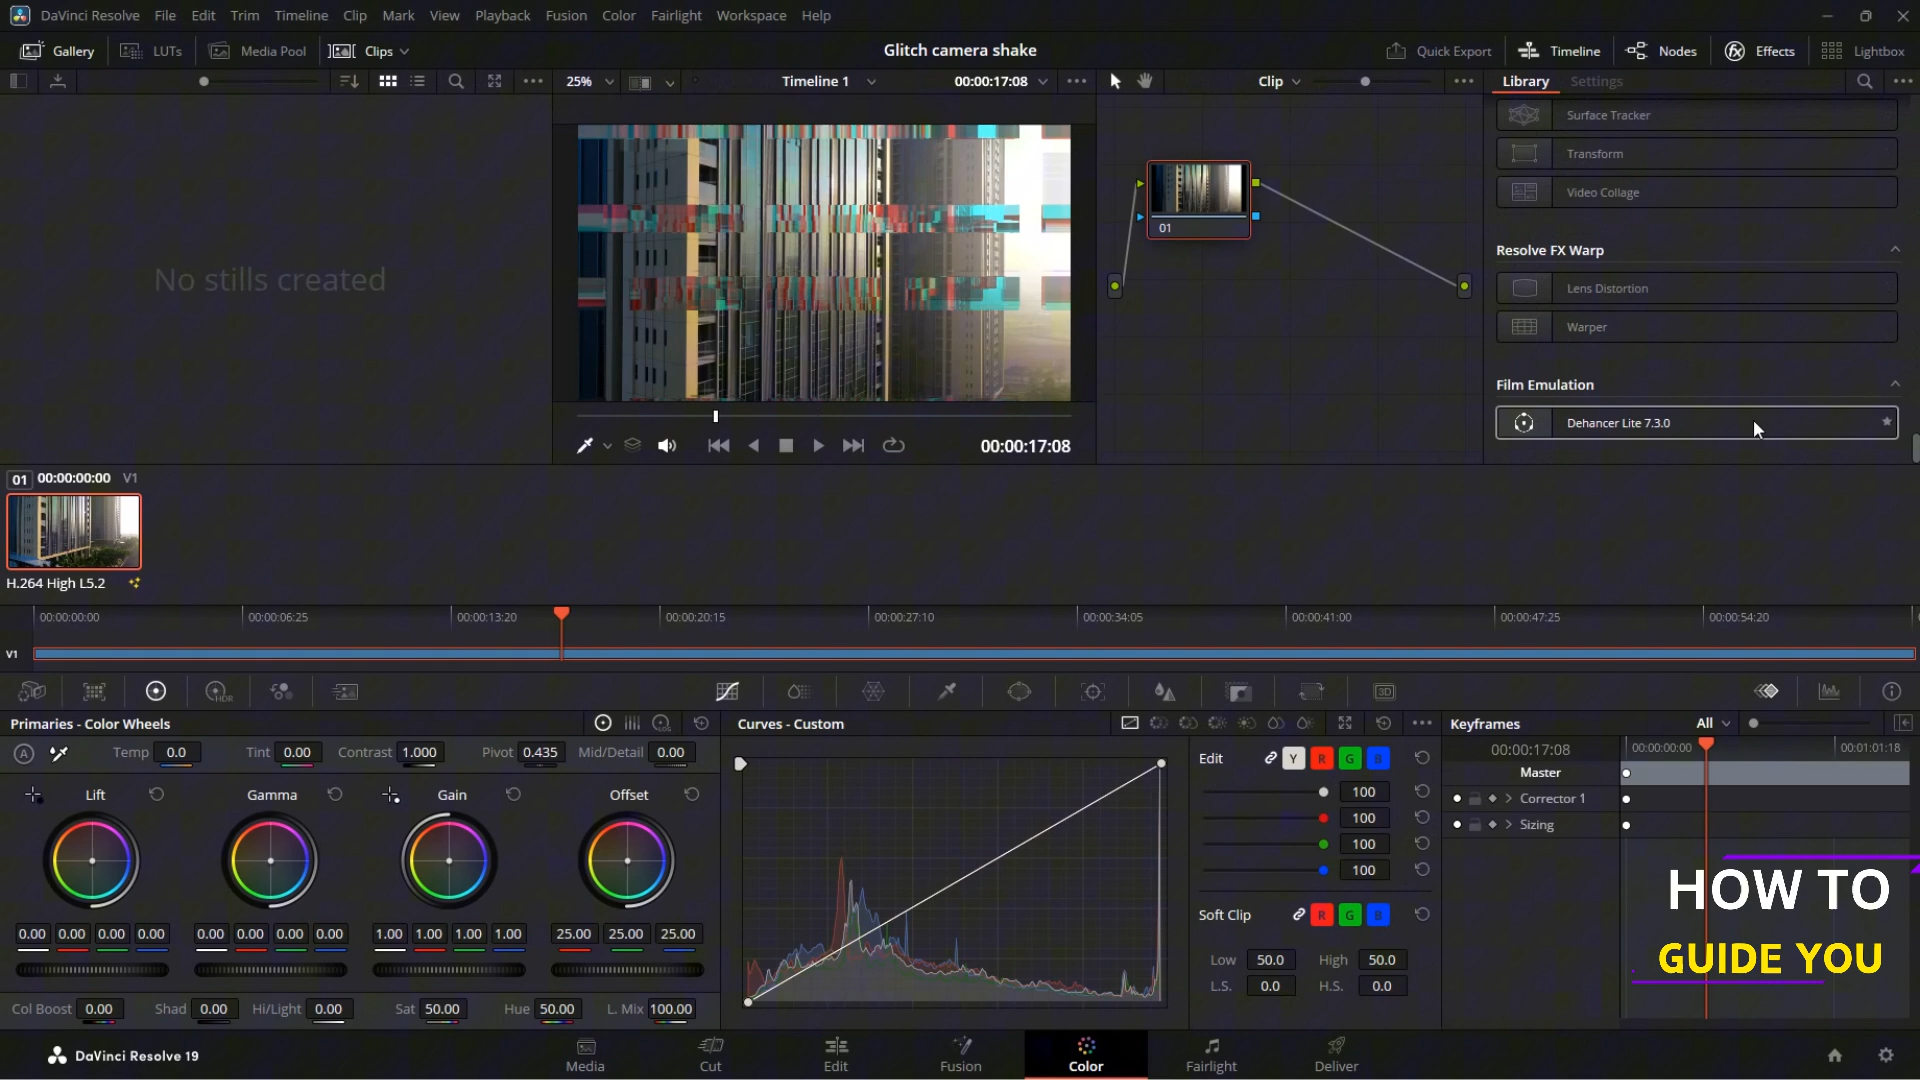 DaVinci Resolve File Edit Trim Timeline Clip Mark View Playback Fusion Color Fairlight Workspace Help
Gallery LUTs Media Pool Clips Glitch camera shake Quick Export Timeline Nodes Effects Lightbox
25% Timeline 1 00:00:17:08 Clip Library Settings
Surface Tracker
Transform
Video Collage
Resolve FX Warp
Lens Distortion
Warper
Film Emulation
Dehancer Lite 7.3.0
No stills created
01
00:00:17:08
01 00:00:00:00 V1
H.264 High L5.2
00:00:00:00 00:00:06:25 00:00:13:20 00:00:20:15 00:00:27:10 00:00:34:05 00:00:41:00 00:00:47:25 00:00:54:20
V1
HDR 3D
Primaries - Color Wheels LOG Curves - Custom Keyframes All
A Temp 0.0 Tint 0.00 Contrast 1.000 Pivot 0.435 Mid/Detail 0.00
Lift Gamma Gain Offset
0.00 0.00 0.00 0.00 0.00 0.00 0.00 0.00 1.00 1.00 1.00 1.00 25.00 25.00 25.00
Col Boost 0.00 Shad 0.00 Hi/Light 0.00 Sat 50.00 Hue 50.00 L. Mix 100.00
Edit Y R G B
100
100
100
100
Soft Clip R G B
Low 50.0 High 50.0
L.S. 0.0 H.S. 0.0
00:00:17:08 00:00:00:00 00:01:01:18
Master
Corrector 1
Sizing
HOW TO
GUIDE YOU
DaVinci Resolve 19 Media Cut Edit Fusion Color Fairlight Deliver